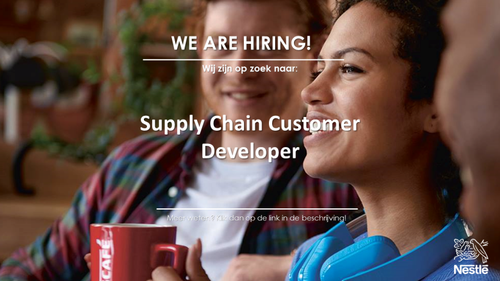 WE ARE HIRING!
Wij zijn op zoek naar:
Supply Chain Customer
Developer
dan op de link in de beschrijving!
NESCAFÉ
Nestlé